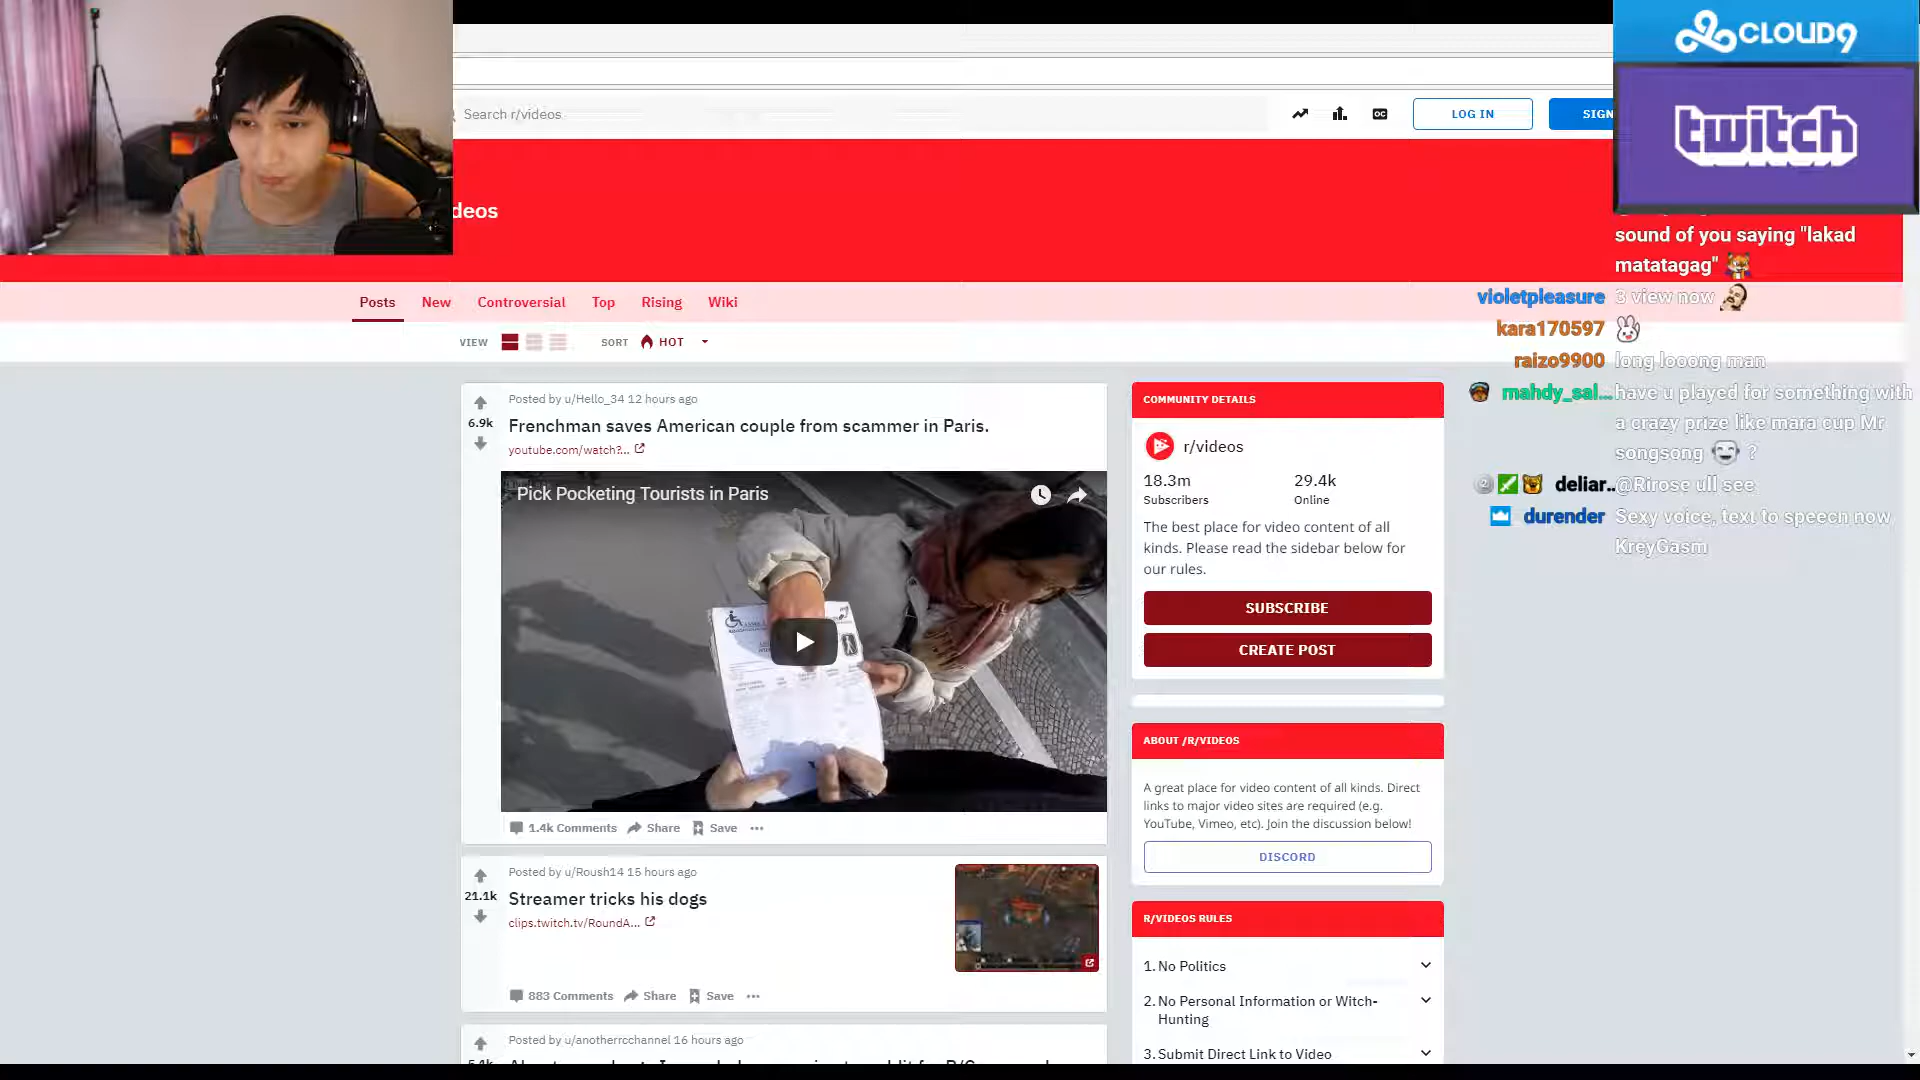 CLOUD9
twitch
Search r/videos
LOG IN
SIGN
deos
Posts
New
Controversial
Top
Rising
Wiki
VIEW
SORT
HOT
Posted by u/Hello_34 12 hours ago
6.9k
Frenchman saves American couple from scammer in Paris.
youtube.com/watch?...
Pick Pocketing Tourists in Paris
1.4k Comments
Share
Save
Posted by u/Roush14 15 hours ago
21.1k
Streamer tricks his dogs
clips.twitch.tv/RoundA...
883 Comments
Share
Save
Posted by u/anotherrcchannel 16 hours ago
COMMUNITY DETAILS
r/videos
18.3m
29.4k
Subscribers
Online
The best place for video content of all
kinds. Please read the sidebar below for
our rules.
SUBSCRIBE
CREATE POST
ABOUT /R/VIDEOS
A great place for video content of all kinds. Direct
links to major video sites are required (e.g.
YouTube, Vimeo, etc). Join the discussion below!
DISCORD
R/VIDEOS RULES
1. No Politics
2. No Personal Information or Witch-
Hunting
3. Submit Direct Link to Video
sound of you saying "lakad
matatagag"
violetpleasure 3 view now
kara170597
raizo9900 long looong man
mahdy_sal... have u played for something with
a crazy prize like mara cup Mr
songsong ?
deliar.. @Rirose ull see
durender Sexy voice, text to speecn now
KreyGasm